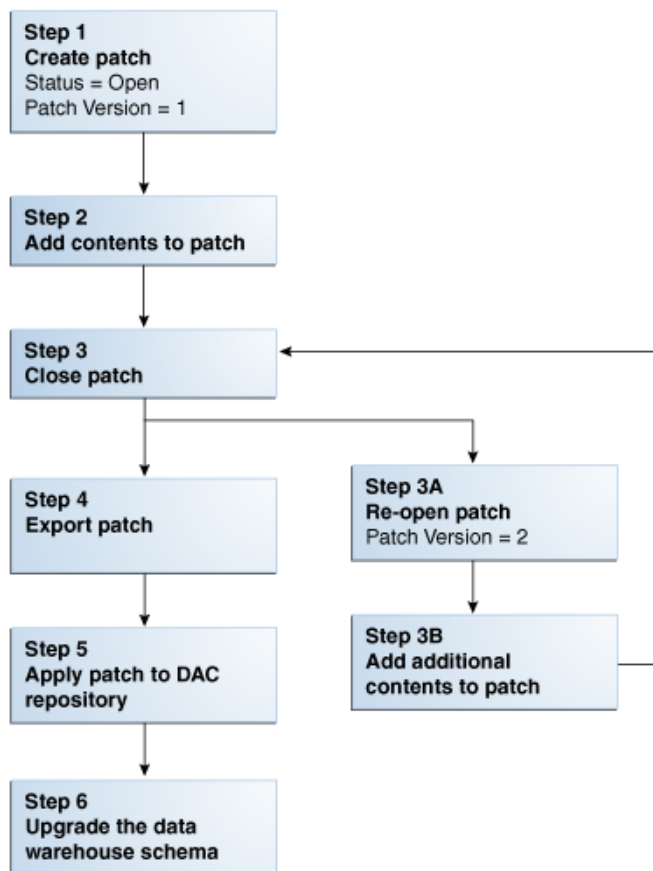 Step 1
Create patch
Status = Open
Patch Version = 1
Step 2
Add contents to patch
Step 3
Close patch
Step 4
Export patch
Step 3A
Re-open patch
Patch Version = 2
Step 5
Apply patch to DAC
repository
Step 3B
Add additional
contents to patch
Step 6
Upgrade the data
warehouse schema